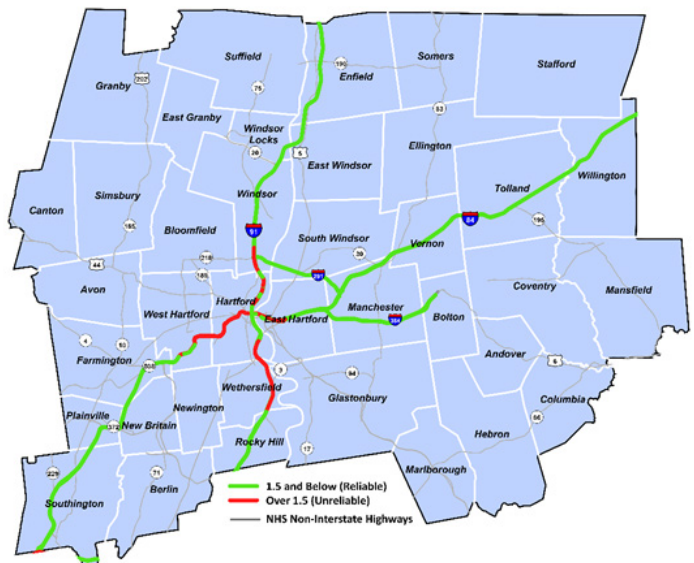 Suffield
Somers
Stafford
Enfield
190
Granby
202
75
East Granby
83
Windsor
Locks
20
5
East Windsor
Ellington
Simsbury
Windsor
Tolland
Willington
Canton
185
Bloomfield
91
84
195
South Windsor
Vernon
218
30
44
189
291
Avon
Coventry
Mansfield
Hartford
West Hartford
East Hartford
Manchester
384
Bolton
4
Farmington
Andover
6
Wethersfield
3
94
Glastonbury
Columbia
Newington
Plainville
372
New Britain
66
Hebron
Rocky Hill
17
Marlborough
229
71
Berlin
Southington
1.5 and Below (Reliable)
Over 1.5 (Unreliable)
NHS Non-Interstate Highways